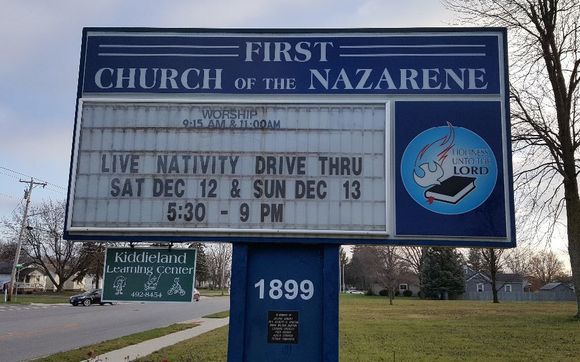 FIRST
CHURCH OF THE NAZARENE
WORSHIP
9:15 AM & 11:00AM
LIVE NATIVITY DRIVE THRU
SAT DEC 12 & SUN DEC 13
5:30 - 9 PM
HOLINESS
UNTO THE
LORD
Kiddieland
Learning Center
492-8454
1899